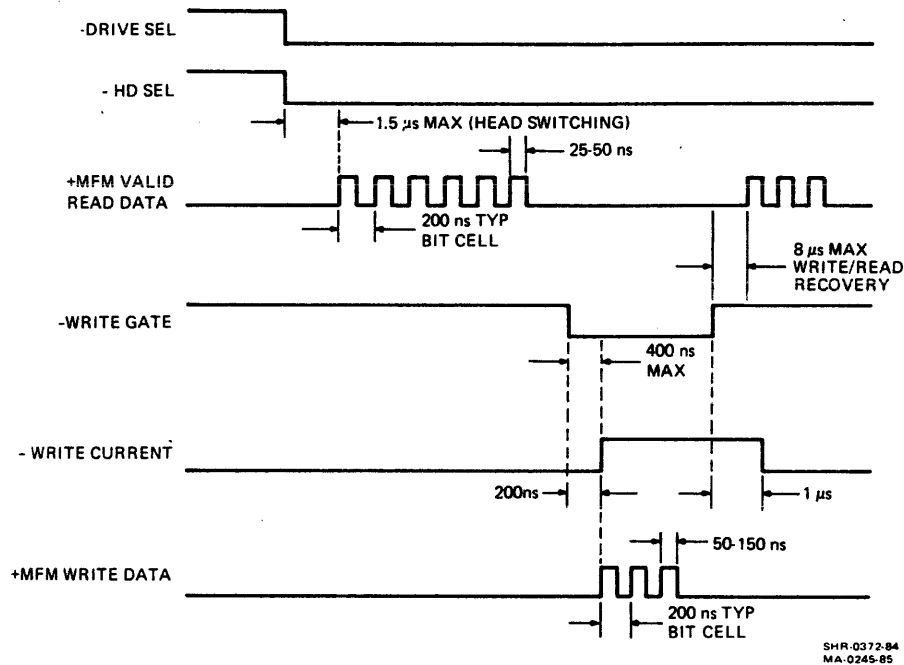 -DRIVE SEL
- HD SEL
1.5 µs MAX (HEAD SWITCHING)
25-50 ns
+MFM VALID
READ DATA
200 ns TYP
BIT CELL
8 µs MAX
WRITE/READ
RECOVERY
-WRITE GATE
400 ns
MAX
- WRITE CURRENT
200ns
1 µs
50-150 ns
+MFM WRITE DATA
200 ns TYP
BIT CELL
SHR-0372-84
MA-0245-85